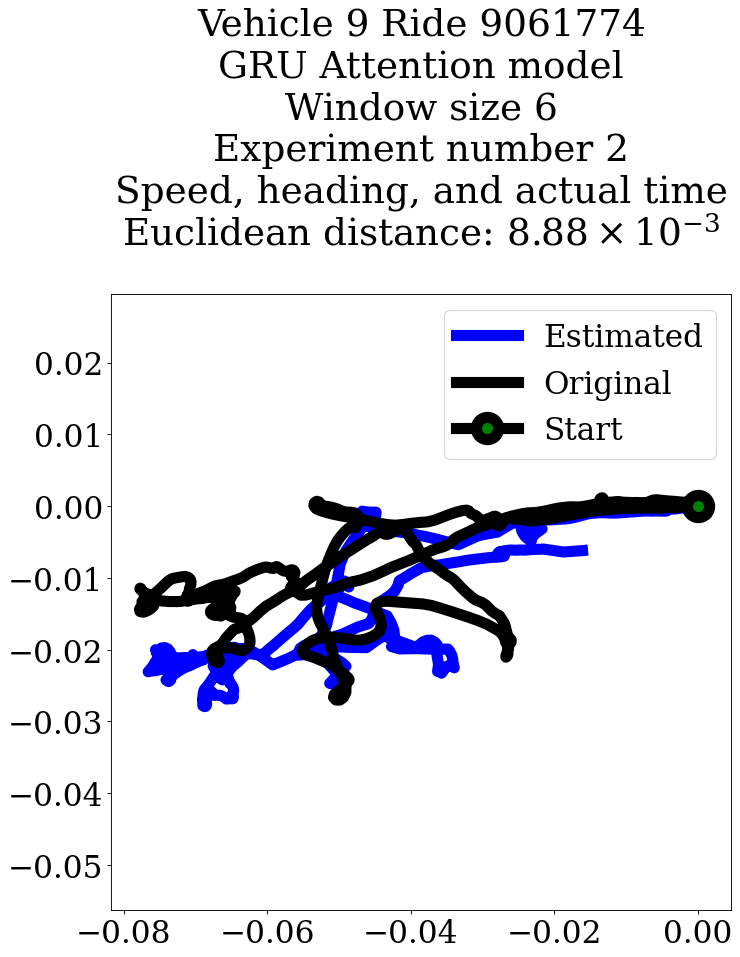 Vehicle 9 Ride 9061774
GRU Attention model
Window size 6
Experiment number 2
Speed, heading, and actual time
Euclidean distance: 8.88 × 10⁻³
Estimated
Original
Start
0.02
0.01
0.00
−0.01
−0.02
−0.03
−0.04
−0.05
−0.08 −0.06 −0.04 −0.02 0.00